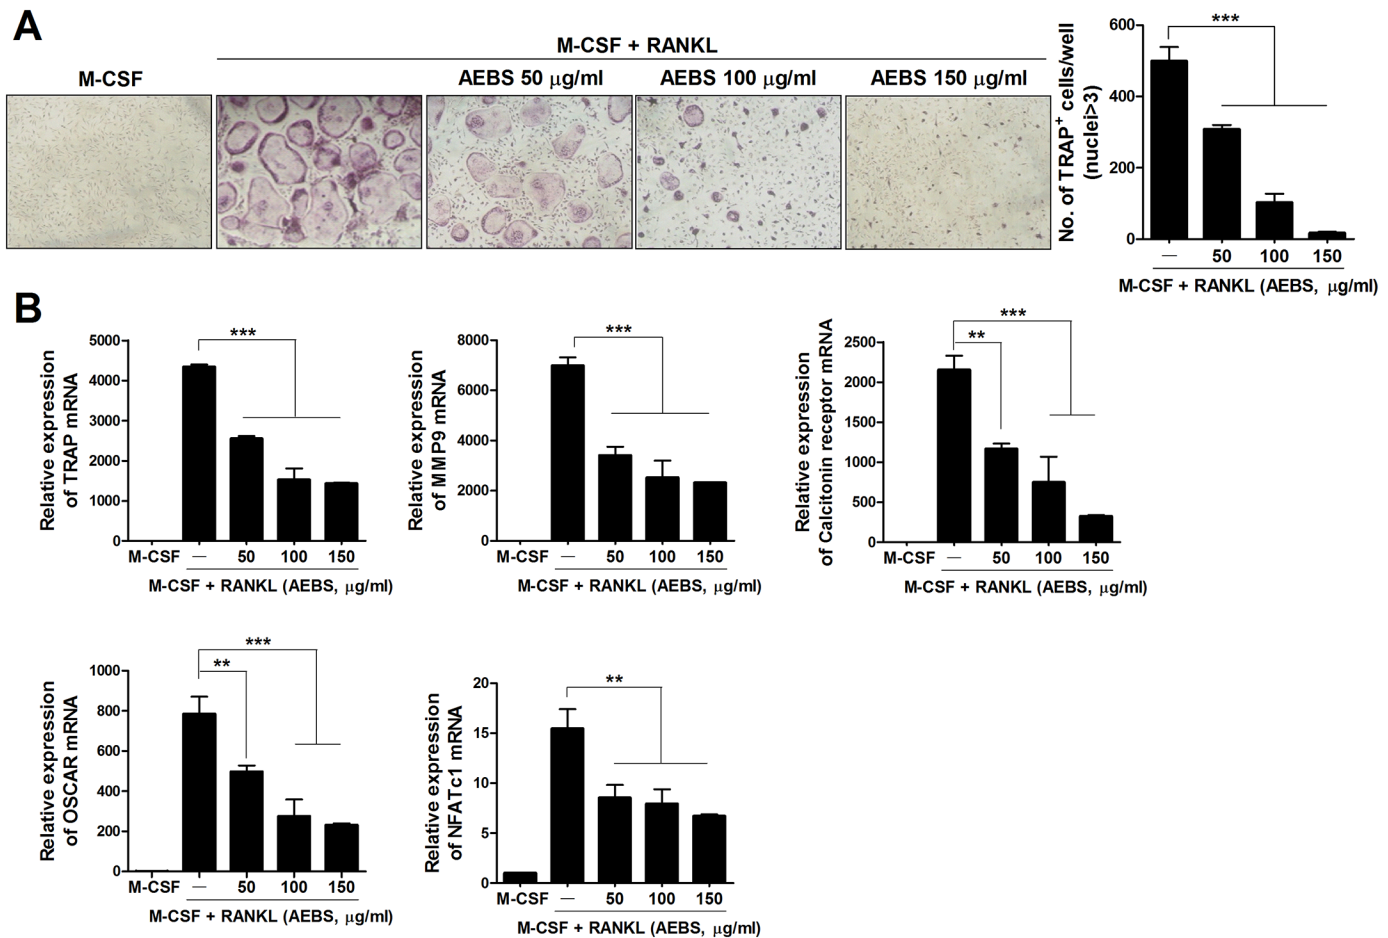 A
M-CSF + RANKL
M-CSF
AEBS 50 μg/ml
AEBS 100 μg/ml
AEBS 150 μg/ml
No. of TRAP+ cells/well
(nuclei>3)
600
400
200
0
***
— 50 100 150
M-CSF + RANKL (AEBS, μg/ml)
B
Relative expression
of TRAP mRNA
5000
4000
3000
2000
1000
0
***
M-CSF — 50 100 150
M-CSF + RANKL (AEBS, μg/ml)
Relative expression
of MMP9 mRNA
8000
6000
4000
2000
0
***
M-CSF — 50 100 150
M-CSF + RANKL (AEBS, μg/ml)
Relative expression
of Calcitonin receptor mRNA
2500
2000
1500
1000
500
0
***
**
M-CSF — 50 100 150
M-CSF + RANKL (AEBS, μg/ml)
Relative expression
of OSCAR mRNA
1000
800
600
400
200
0
***
**
M-CSF — 50 100 150
M-CSF + RANKL (AEBS, μg/ml)
Relative expression
of NFATc1 mRNA
20
15
10
5
0
**
M-CSF — 50 100 150
M-CSF + RANKL (AEBS, μg/ml)